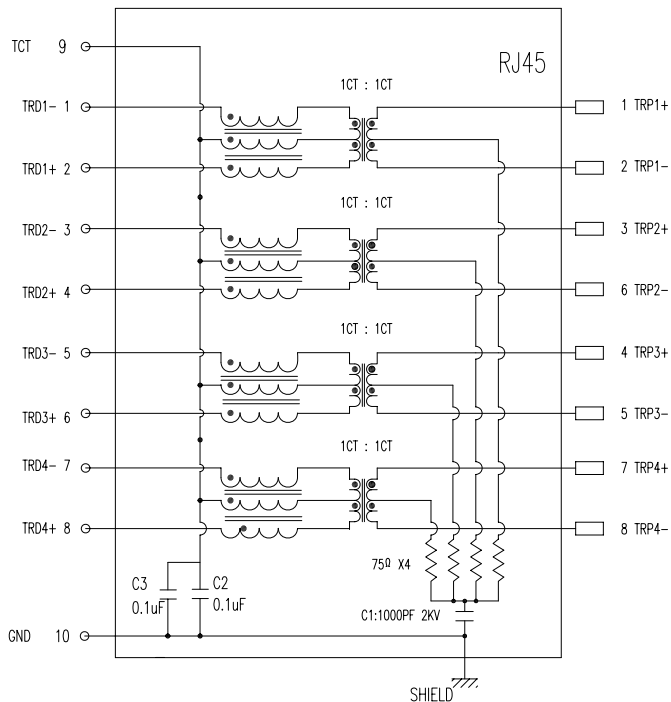 TCT 9
RJ45
1CT : 1CT
TRD1- 1
1 TRP1+
TRD1+ 2
2 TRP1-
1CT : 1CT
TRD2- 3
3 TRP2+
TRD2+ 4
6 TRP2-
1CT : 1CT
TRD3- 5
4 TRP3+
TRD3+ 6
5 TRP3-
1CT : 1CT
TRD4- 7
7 TRP4+
TRD4+ 8
8 TRP4-
75Ω X4
C3
0.1uF
C2
0.1uF
C1:1000PF 2KV
GND 10
SHIELD